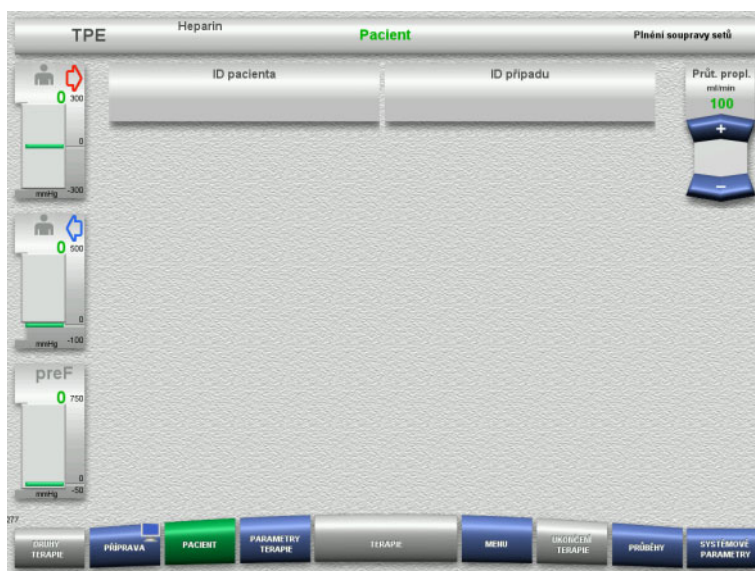 TPE
Heparin
Pacient
Plnění soupravy setů
0
300
0
-300
mmHg
ID pacienta
ID případu
Průt. propl.
ml/min
100
+
−
0
500
0
-100
mmHg
preF
0
750
0
-50
mmHg
277
DRUHY
TERAPIE
PŘÍPRAVA
PACIENT
PARAMETRY
TERAPIE
TERAPIE
MENU
UKONČENÍ
TERAPIE
PRŮBĚHY
SYSTÉMOVÉ
PARAMETRY